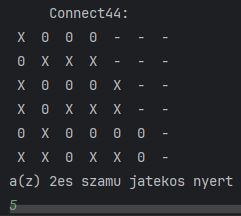 Connect44:
X 0 0 0 - - -
0 X X X - - -
X 0 0 0 X - -
X 0 X X X - -
0 X 0 0 0 0 -
X X 0 X X 0 -
a(z) 2es szamu jatekos nyert
5